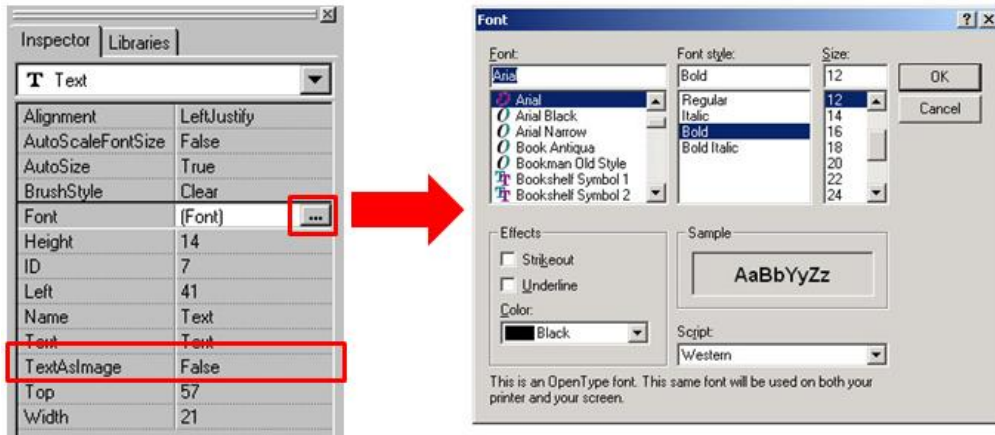 Inspector Libraries
T Text
Alignment LeftJustify
AutoScaleFontSize False
AutoSize True
BrushStyle Clear
Font (Font) ...
Height 14
ID 7
Left 41
Name Text
Text Text
TextAsImage False
Top 57
Width 21
Font
Font: Font style: Size:
Arial Bold 12
Arial Regular 12
Arial Black Italic 14
Arial Narrow Bold 16
Book Antiqua Bold Italic 18
Bookman Old Style 20
Bookshelf Symbol 1 22
Bookshelf Symbol 2 24
OK
Cancel
Effects
Strikeout
Underline
Color:
Black
Sample
AaBbYyZz
Script:
Western
This is an OpenType font. This same font will be used on both your
printer and your screen.